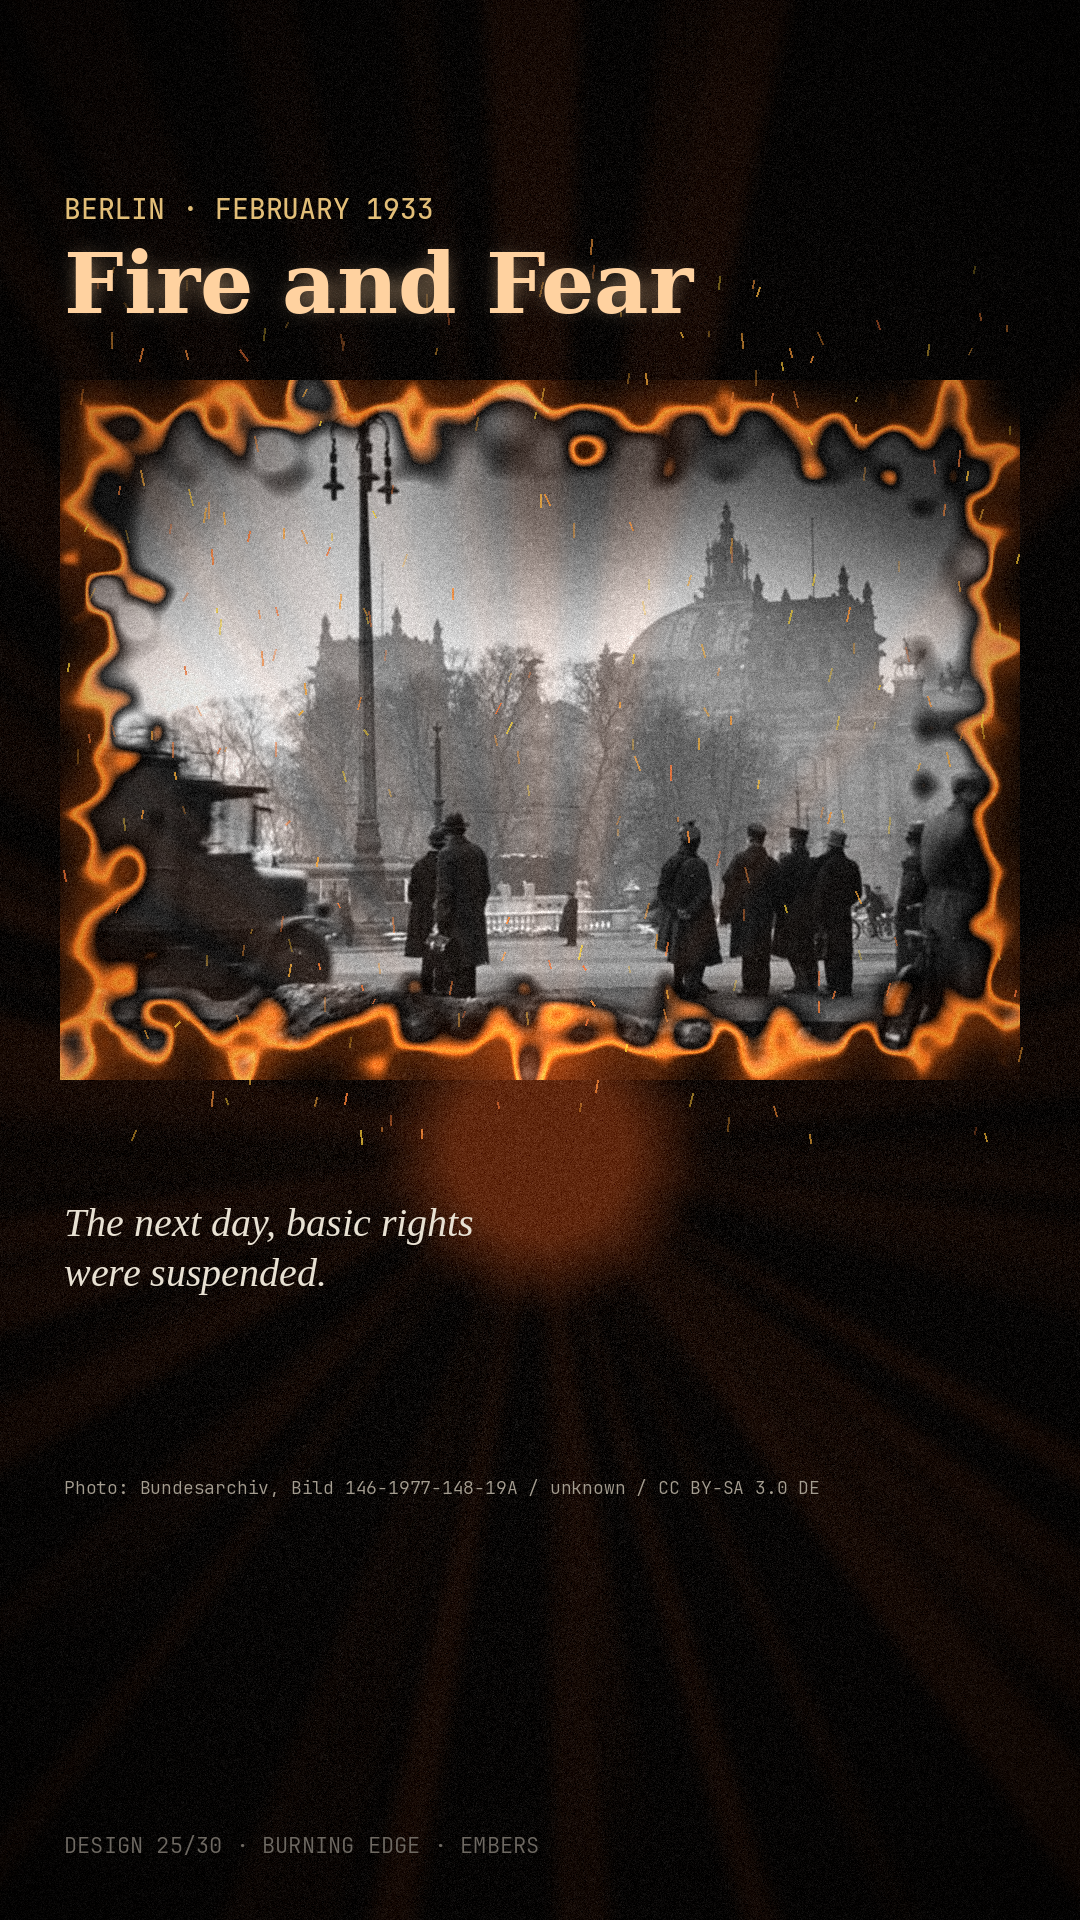 BERLIN · FEBRUARY 1933
Fire and Fear
The next day, basic rights
were suspended.
Photo: Bundesarchiv, Bild 146-1977-148-19A / unknown / CC BY-SA 3.0 DE
DESIGN 25/30 · BURNING EDGE · EMBERS